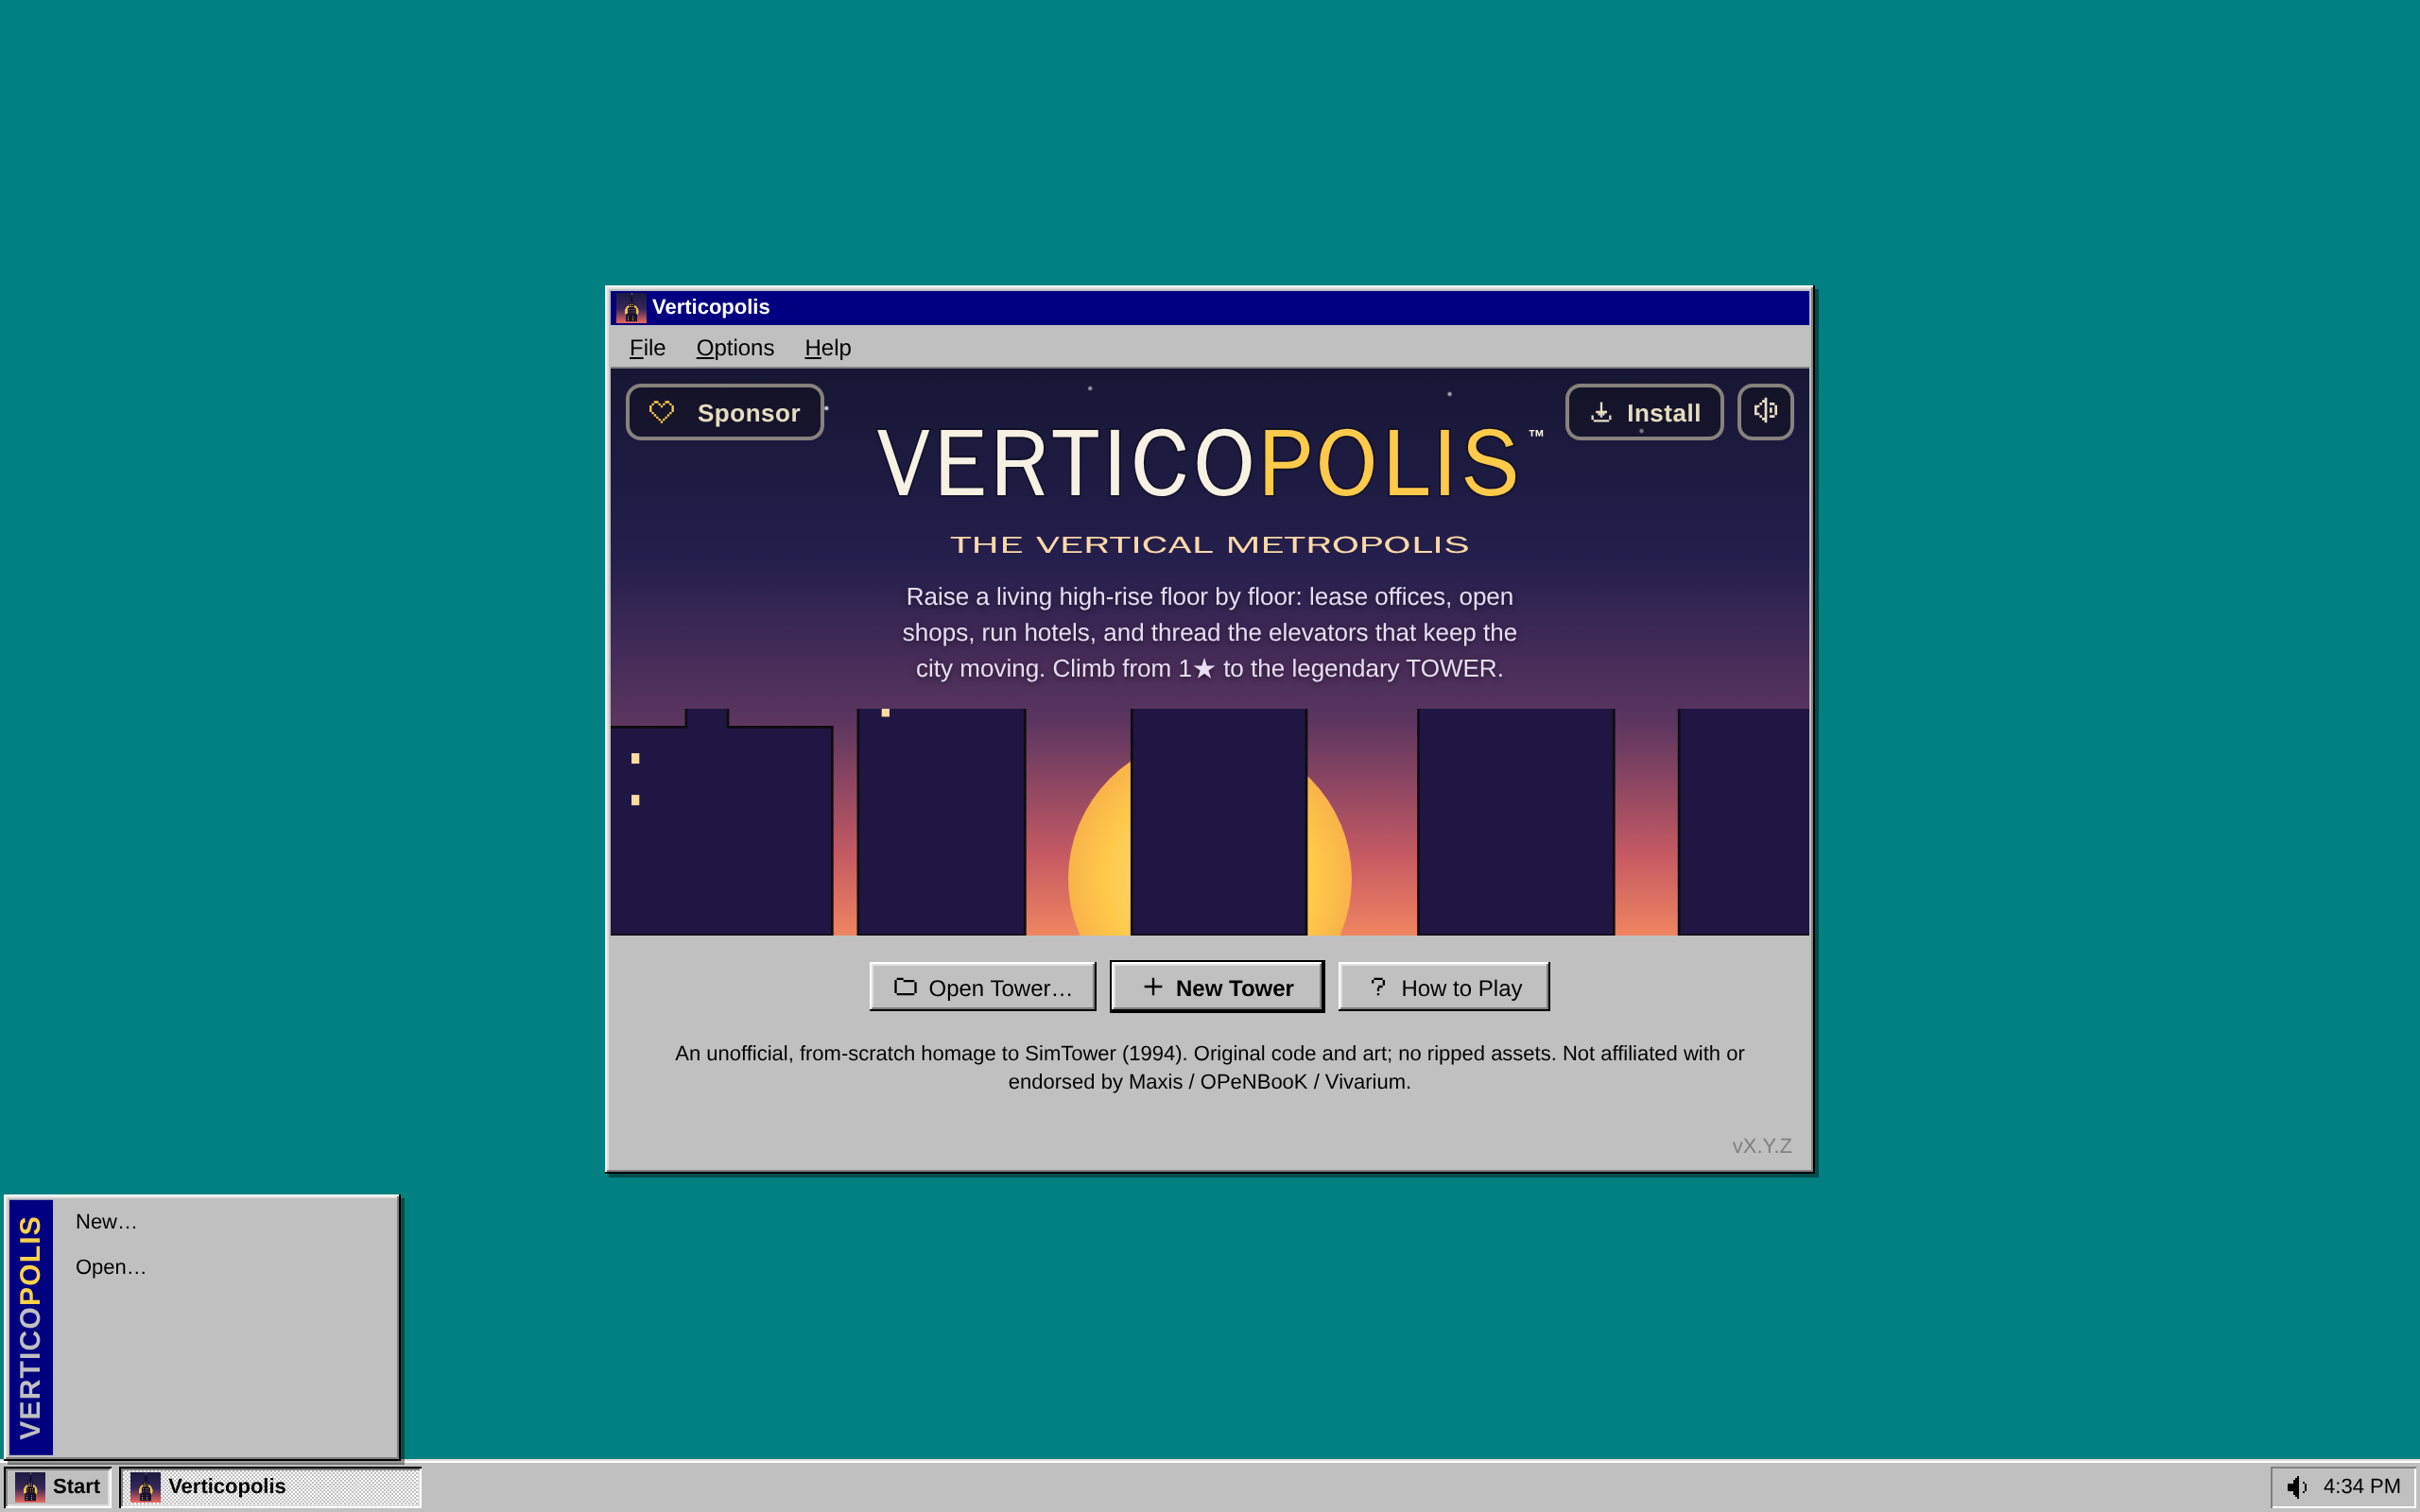 Verticopolis
File Options Help
Sponsor
Install
VERTICOPOLIS™
THE VERTICAL METROPOLIS
Raise a living high-rise floor by floor: lease offices, open
shops, run hotels, and thread the elevators that keep the
city moving. Climb from 1★ to the legendary TOWER.
Open Tower…
+ New Tower
? How to Play
An unofficial, from-scratch homage to SimTower (1994). Original code and art; no ripped assets. Not affiliated with or
endorsed by Maxis / OPeNBooK / Vivarium.
vX.Y.Z
VERTICOPOLIS
New…
Open…
Start
Verticopolis
4:34 PM